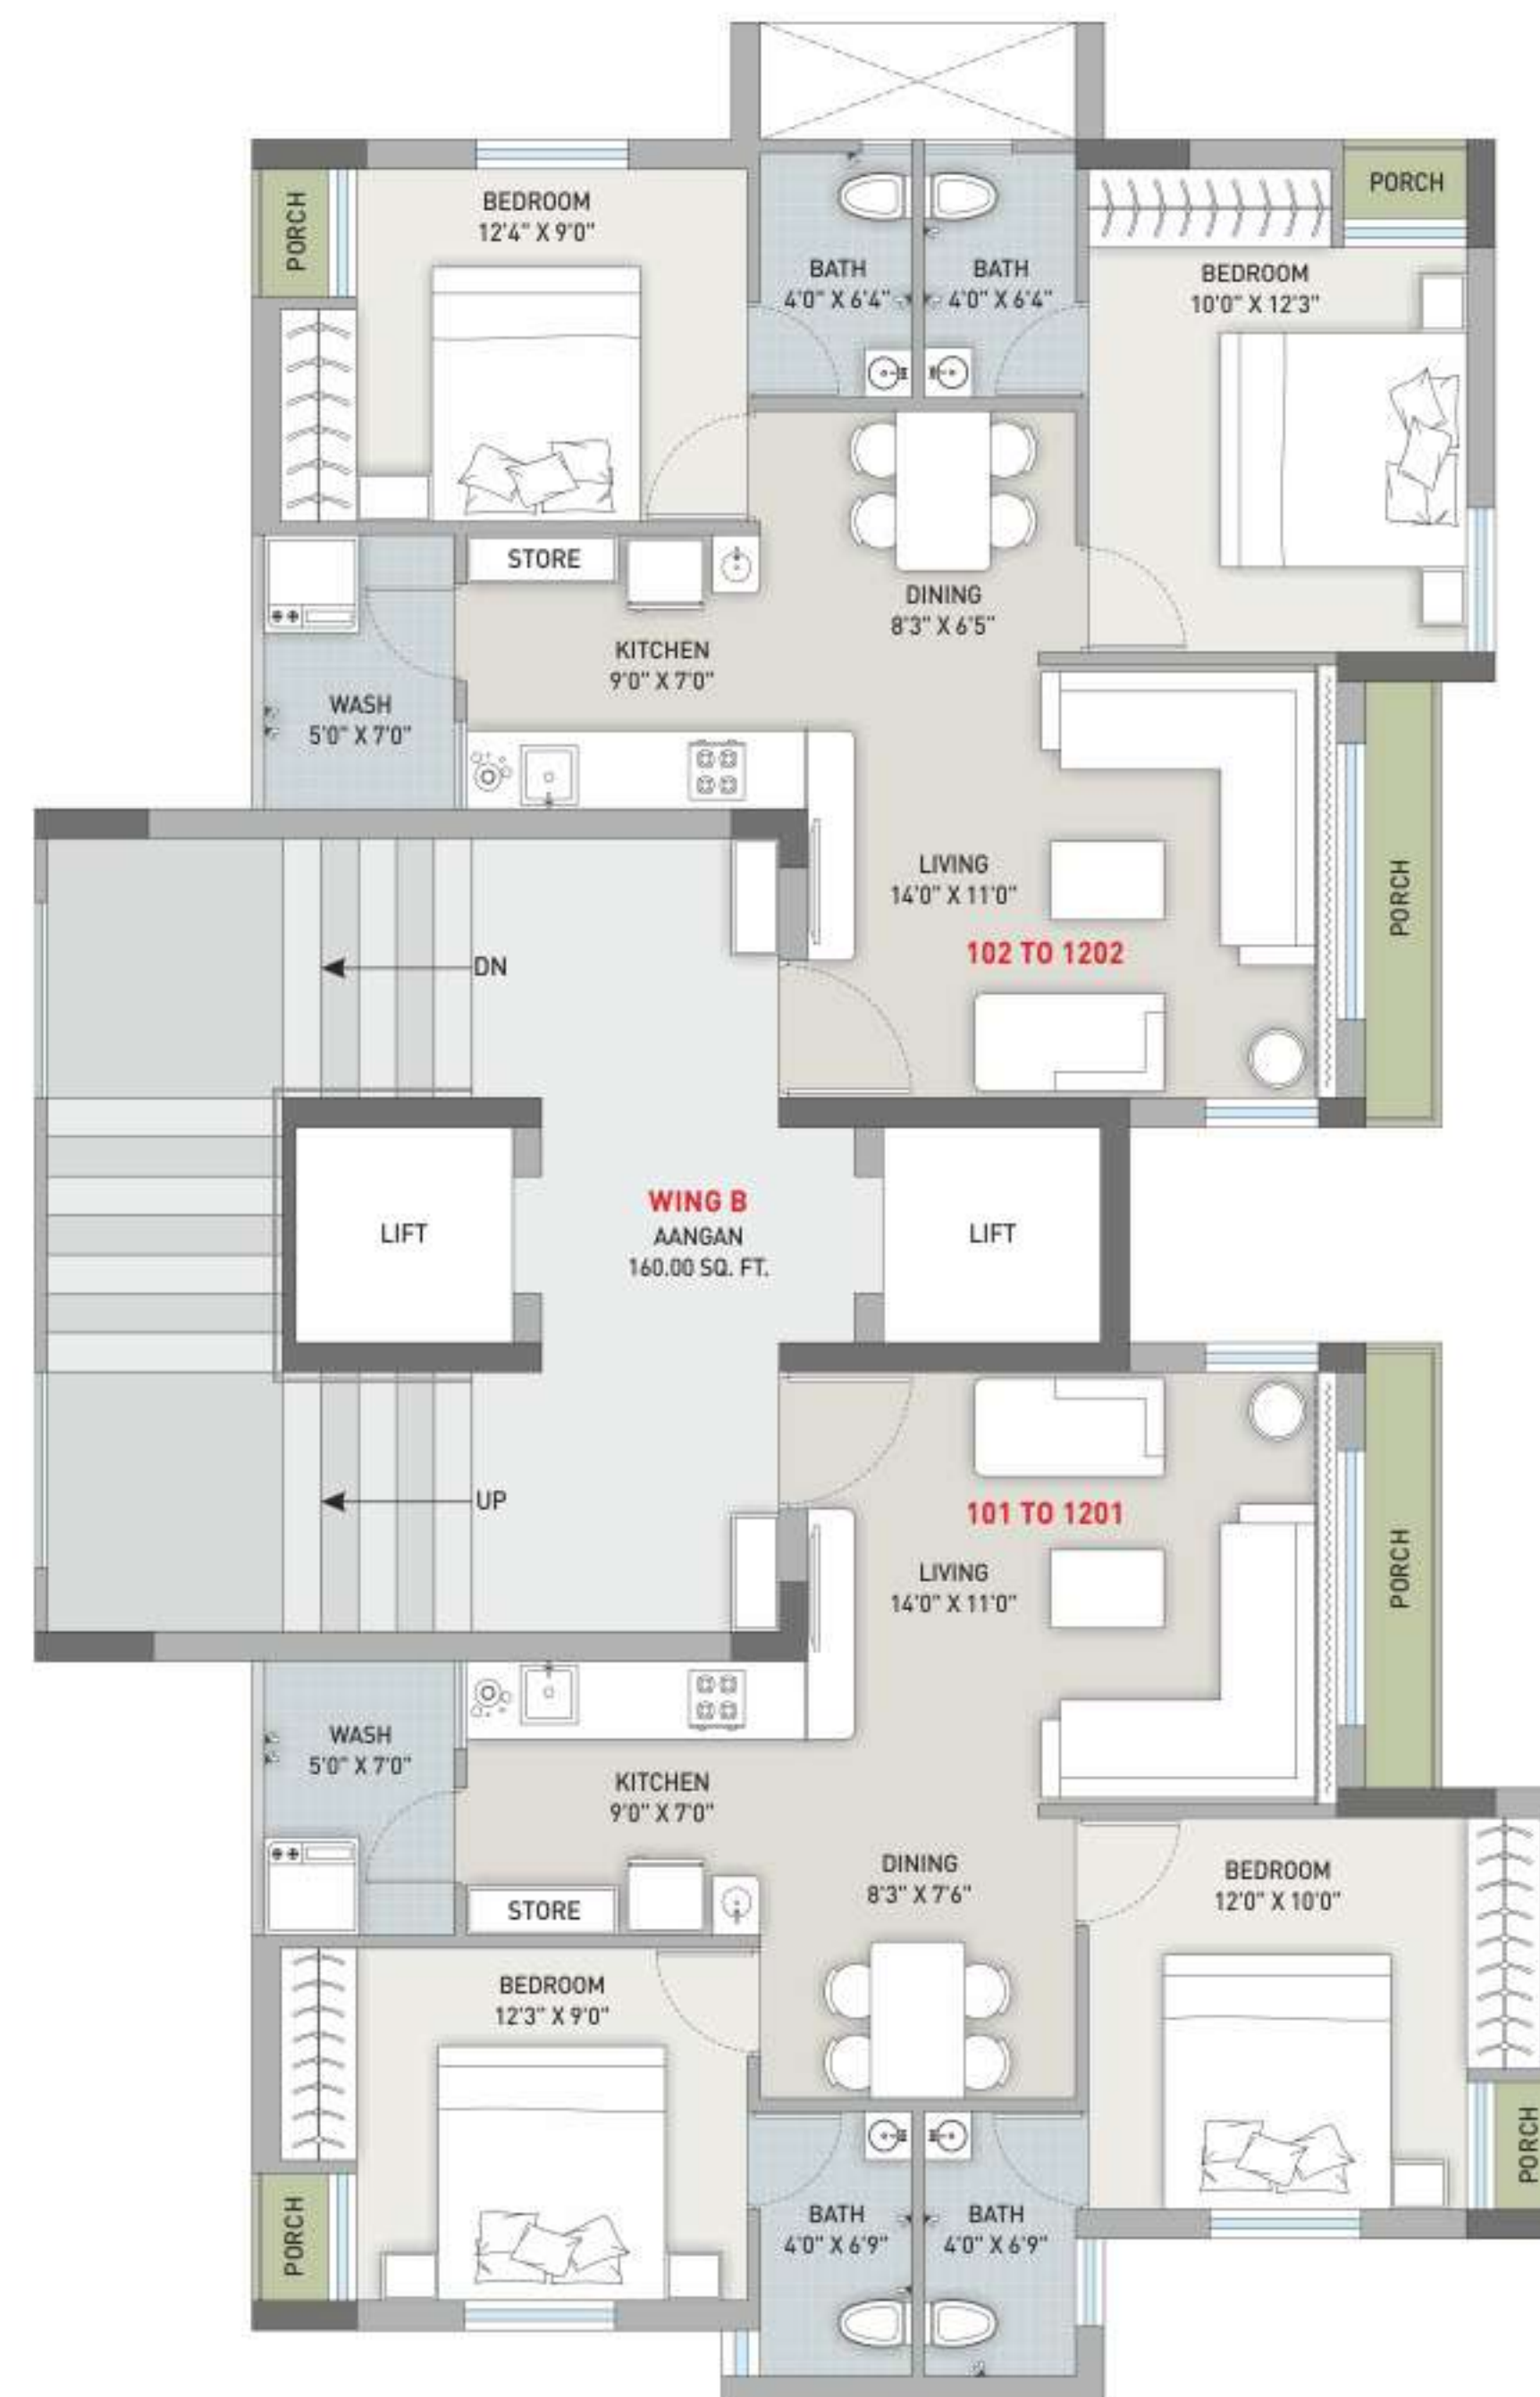 PORCH
BEDROOM
12'4" X 9'0"
BATH
4'0" X 6'4"
BATH
4'0" X 6'4"
PORCH
BEDROOM
10'0" X 12'3"
STORE
DINING
8'3" X 6'5"
KITCHEN
9'0" X 7'0"
WASH
5'0" X 7'0"
LIVING
14'0" X 11'0"
102 TO 1202
PORCH
DN
LIFT
WING B
AANGAN
160.00 SQ. FT.
LIFT
UP
101 TO 1201
LIVING
14'0" X 11'0"
PORCH
WASH
5'0" X 7'0"
KITCHEN
9'0" X 7'0"
STORE
DINING
8'3" X 7'6"
BEDROOM
12'0" X 10'0"
BEDROOM
12'3" X 9'0"
PORCH
BATH
4'0" X 6'9"
BATH
4'0" X 6'9"
PORCH